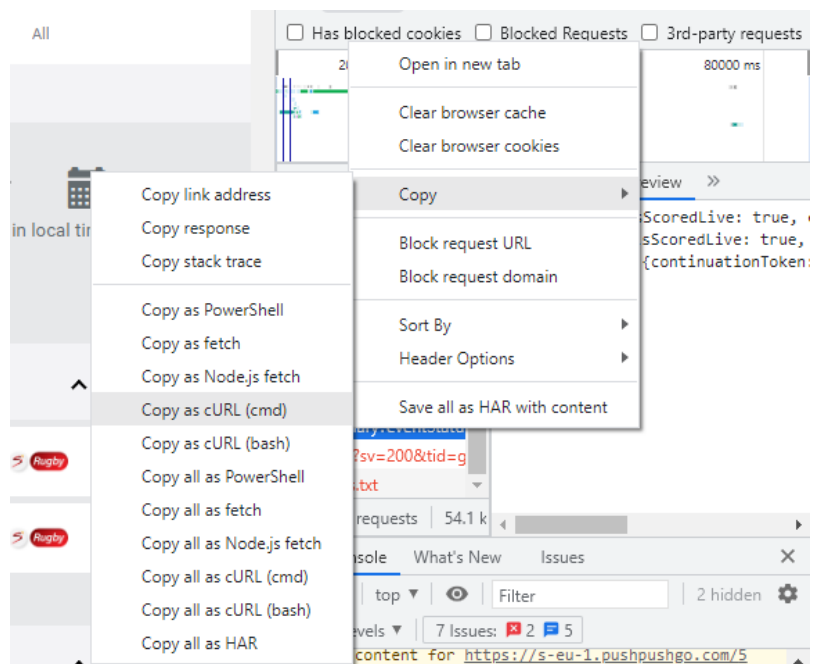 All
Has blocked cookies Blocked Requests 3rd-party requests
80000 ms
Open in new tab
Clear browser cache
Clear browser cookies
Copy
Block request URL
Block request domain
Sort By
Header Options
Save all as HAR with content
Copy link address
Copy response
Copy stack trace
Copy as PowerShell
Copy as fetch
Copy as Node.js fetch
Copy as cURL (cmd)
Copy as cURL (bash)
Copy all as PowerShell
Copy all as fetch
Copy all as Node.js fetch
Copy all as cURL (cmd)
Copy all as cURL (bash)
Copy all as HAR
in local
S Rugby
S Rugby
eview
sScoredLive: true,
sScoredLive: true,
{continuationToken:
?sv=200&tid=g
s.txt
requests 54.1 k
nsole What's New Issues
top Filter 2 hidden
evels 7 Issues: 2 5
content for https://s-eu-1.pushpushgo.com/5